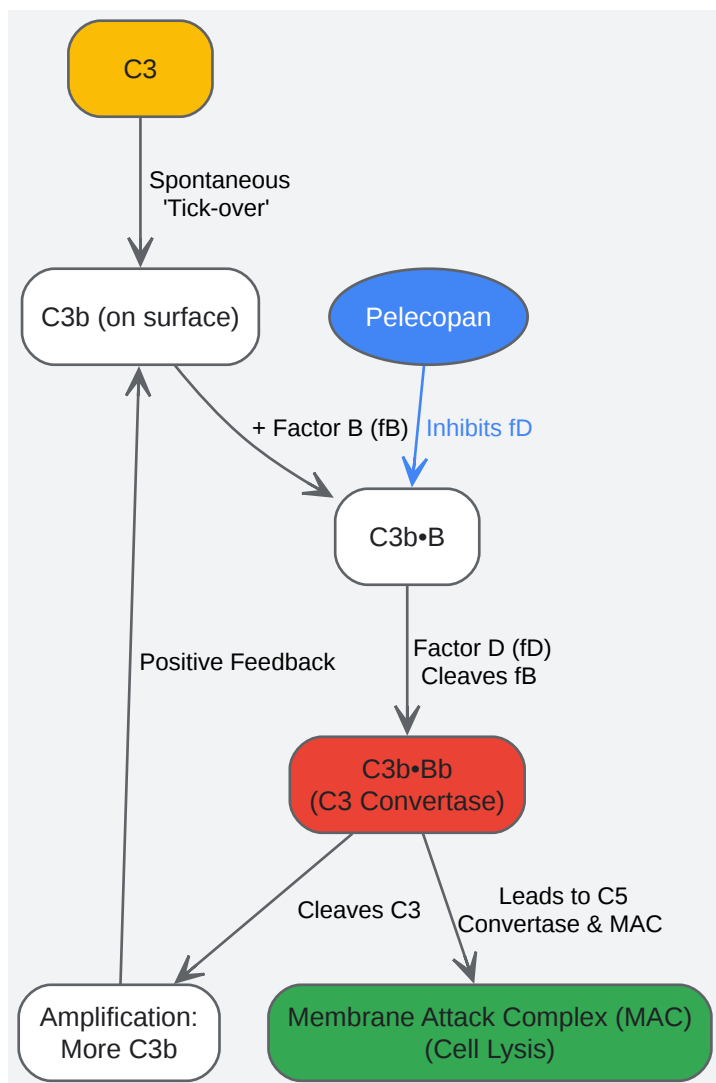 C3
Spontaneous
'Tick-over'
C3b (on surface)
Pelecopan
+ Factor B (fB)
Inhibits fD
C3b•B
Factor D (fD)
Cleaves fB
Positive Feedback
C3b•Bb
(C3 Convertase)
Cleaves C3
Leads to C5
Convertase & MAC
Amplification:
More C3b
Membrane Attack Complex (MAC)
(Cell Lysis)